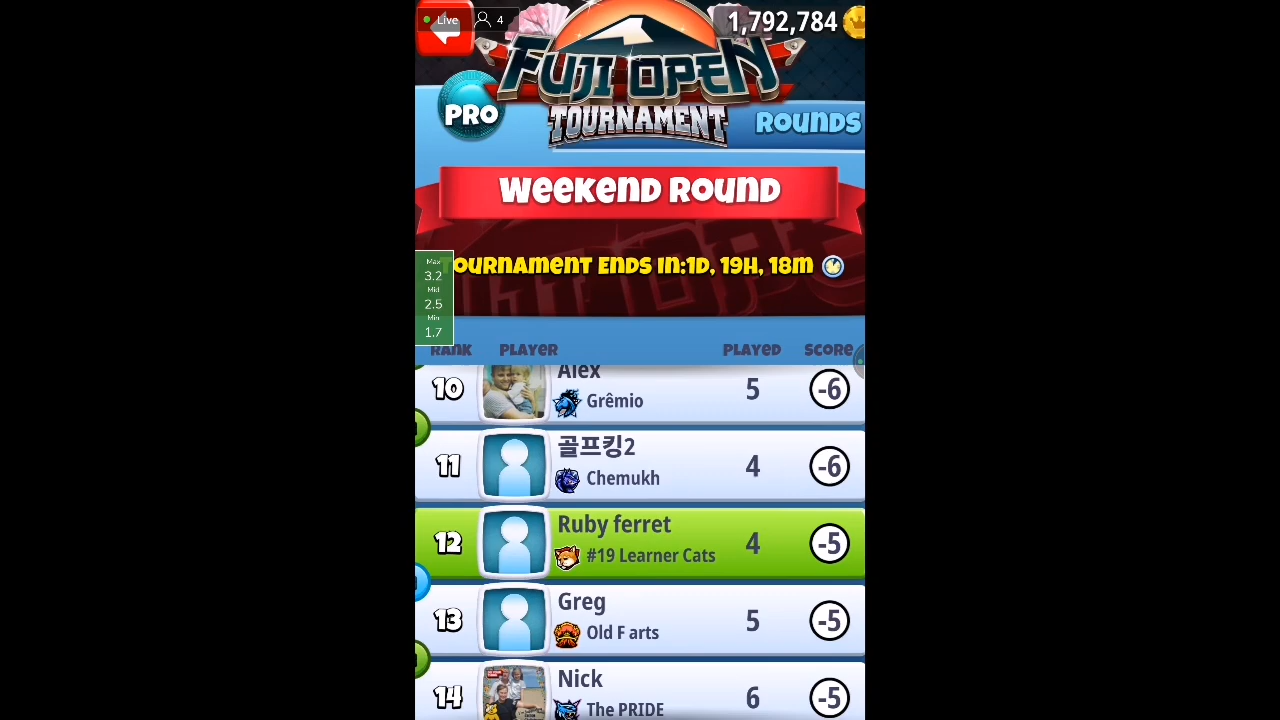 Live 4
1,792,784
FUJI OPEN
TOURNAMENT
PRO
ROUNDS
WEEKEND ROUND
TOURNAMENT ENDS IN:1D, 19H, 18M
Max
3.2
Mid
2.5
Min
1.7
RANK PLAYER PLAYED SCORE
10 Alex 5 -6
Grêmio
11 골프킹2 4 -6
Chemukh
12 Ruby ferret 4 -5
#19 Learner Cats
13 Greg 5 -5
Old F arts
14 Nick 6 -5
The PRIDE